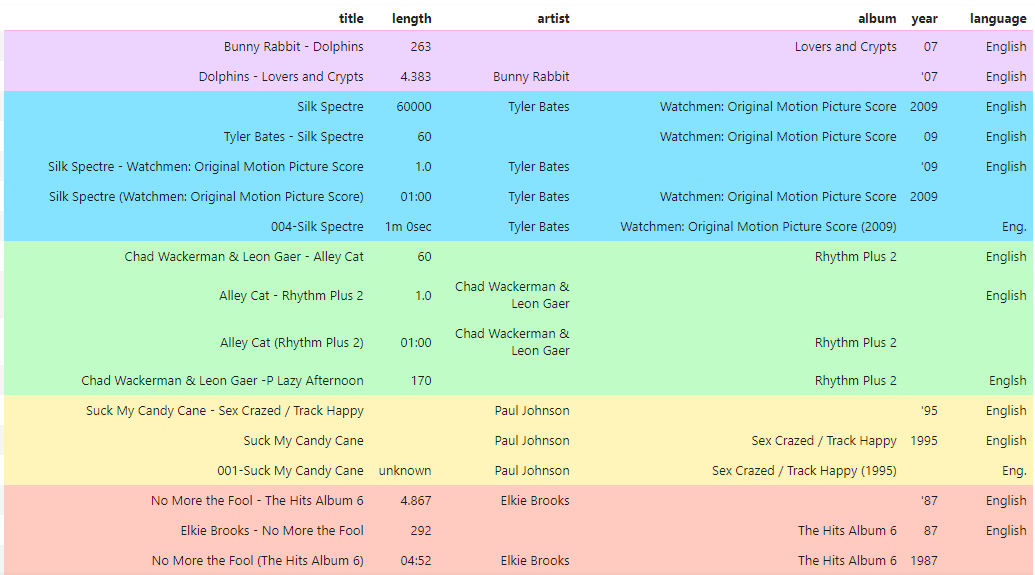 title length artist album year language
Bunny Rabbit - Dolphins 263 Lovers and Crypts 07 English
Dolphins - Lovers and Crypts 4.383 Bunny Rabbit '07 English
Silk Spectre 60000 Tyler Bates Watchmen: Original Motion Picture Score 2009 English
Tyler Bates - Silk Spectre 60 Watchmen: Original Motion Picture Score 09 English
Silk Spectre - Watchmen: Original Motion Picture Score 1.0 Tyler Bates '09 English
Silk Spectre (Watchmen: Original Motion Picture Score) 01:00 Tyler Bates Watchmen: Original Motion Picture Score 2009
004-Silk Spectre 1m 0sec Tyler Bates Watchmen: Original Motion Picture Score (2009) Eng.
Chad Wackerman & Leon Gaer - Alley Cat 60 Rhythm Plus 2 English
Alley Cat - Rhythm Plus 2 1.0 Chad Wackerman &
Leon Gaer English
Alley Cat (Rhythm Plus 2) 01:00 Chad Wackerman &
Leon Gaer Rhythm Plus 2
Chad Wackerman & Leon Gaer -P Lazy Afternoon 170 Rhythm Plus 2 Englsh
Suck My Candy Cane - Sex Crazed / Track Happy Paul Johnson '95 English
Suck My Candy Cane Paul Johnson Sex Crazed / Track Happy 1995 English
001-Suck My Candy Cane unknown Paul Johnson Sex Crazed / Track Happy (1995) Eng.
No More the Fool - The Hits Album 6 4.867 Elkie Brooks '87 English
Elkie Brooks - No More the Fool 292 The Hits Album 6 87 English
No More the Fool (The Hits Album 6) 04:52 Elkie Brooks The Hits Album 6 1987